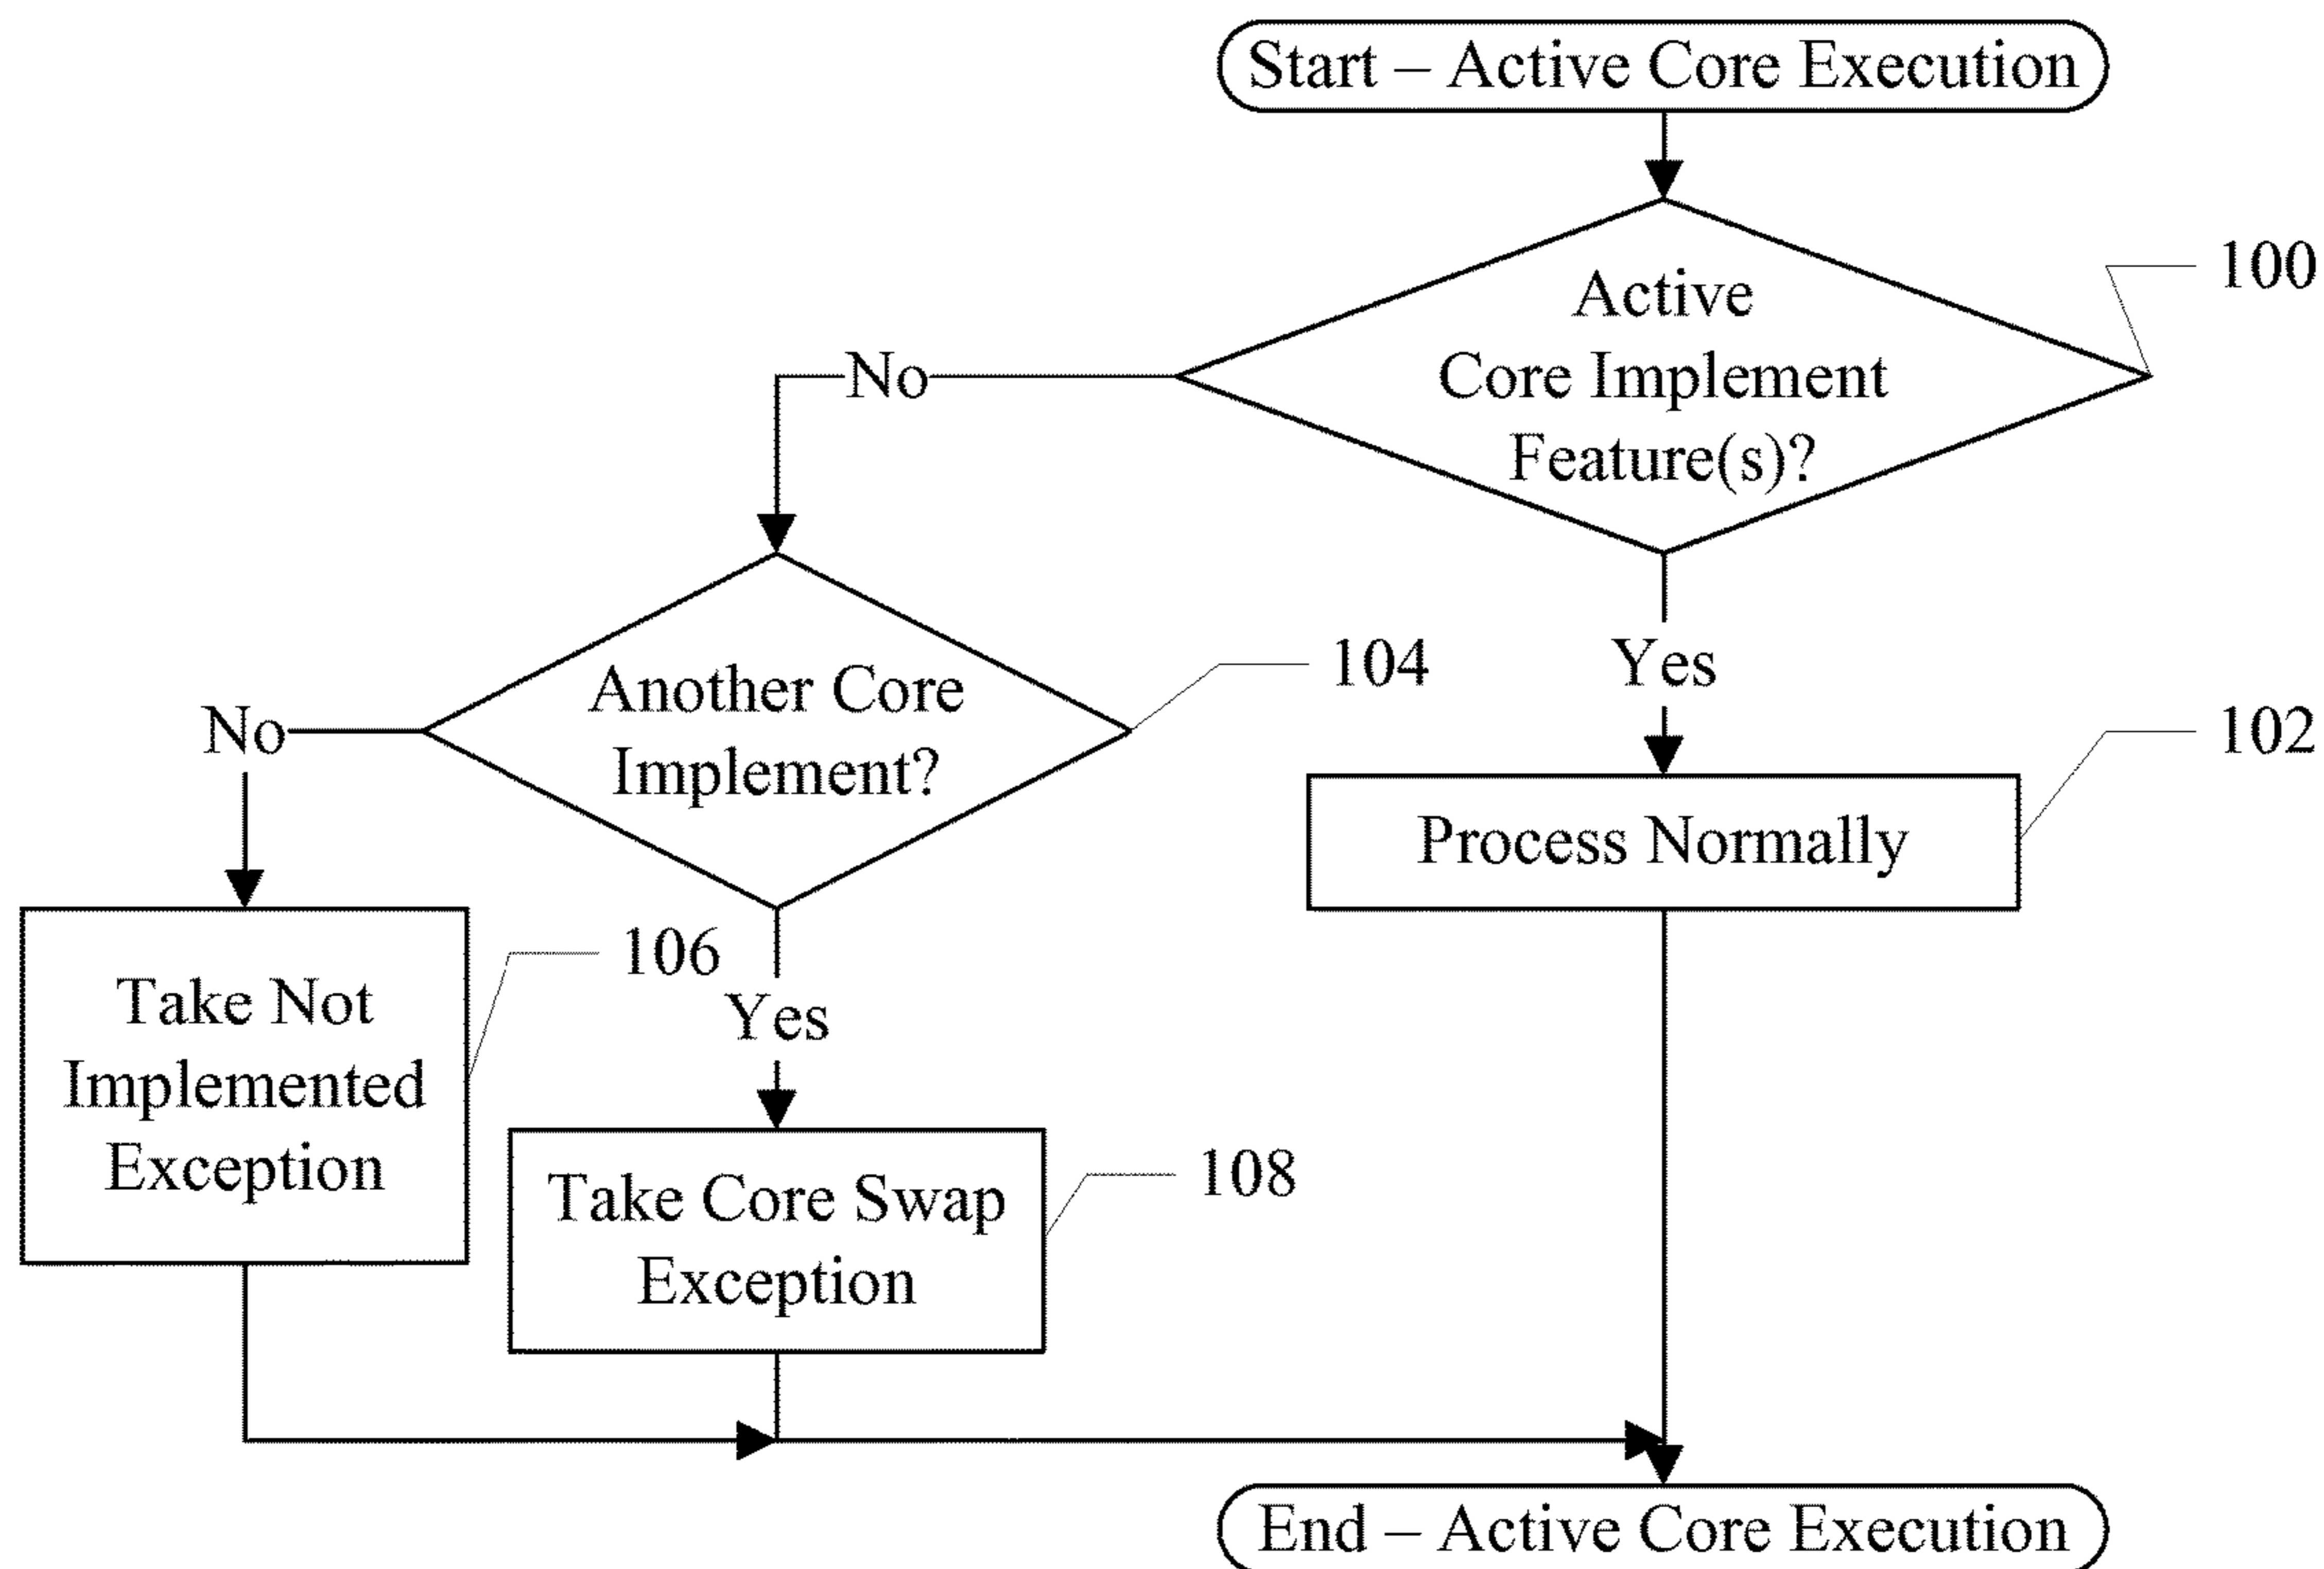 Start – Active Core Execution
Active
Core Implement
Feature(s)?
100
No
Yes
Another Core
Implement?
104
No
102
Process Normally
Take Not
Implemented
Exception
106
Yes
Take Core Swap
Exception
108
End – Active Core Execution